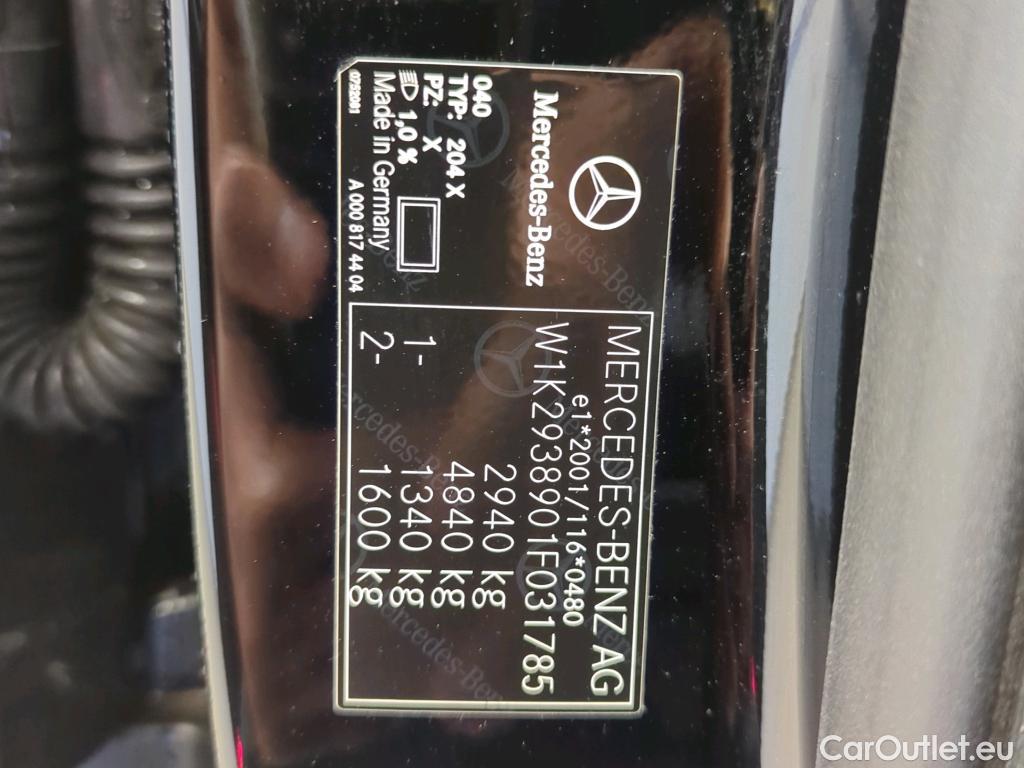 Mercedes-Benz
040
TYP: 204 X
PZ: X
1,0 %
Made in Germany
0752081 A 000 817 44 04
MERCEDES-BENZ AG
e1*2001/116*0480
W1K2938901F031785
2940 kg
4840 kg
1- 1340 kg
2- 1600 kg
CarOutlet.eu